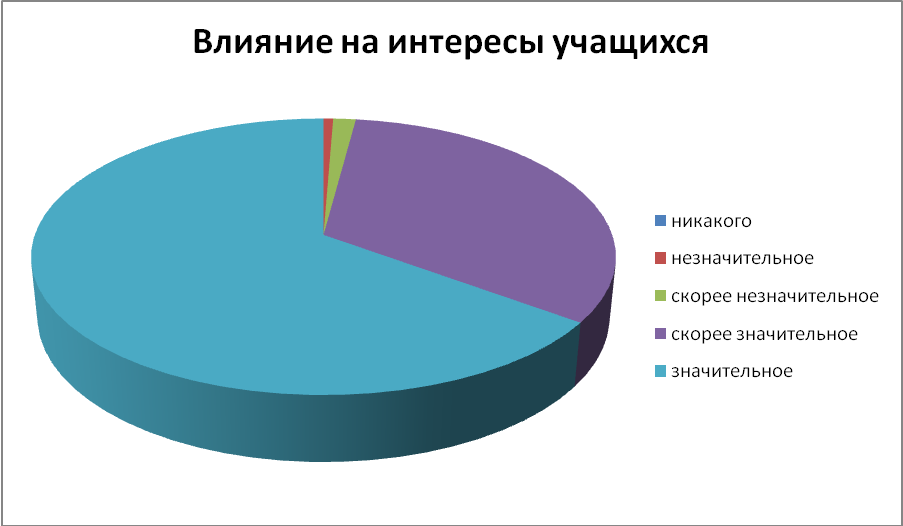 Влияние на интересы учащихся
никакого
незначительное
скорее незначительное
скорее значительное
значительное